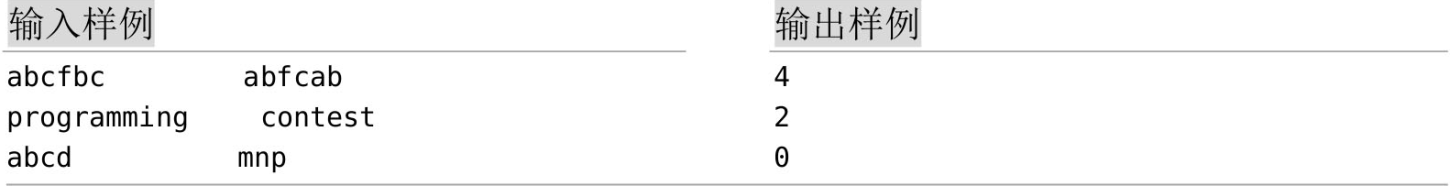 输入样例 输出样例
abcfbc abfcab 4
programming contest 2
abcd mnp 0